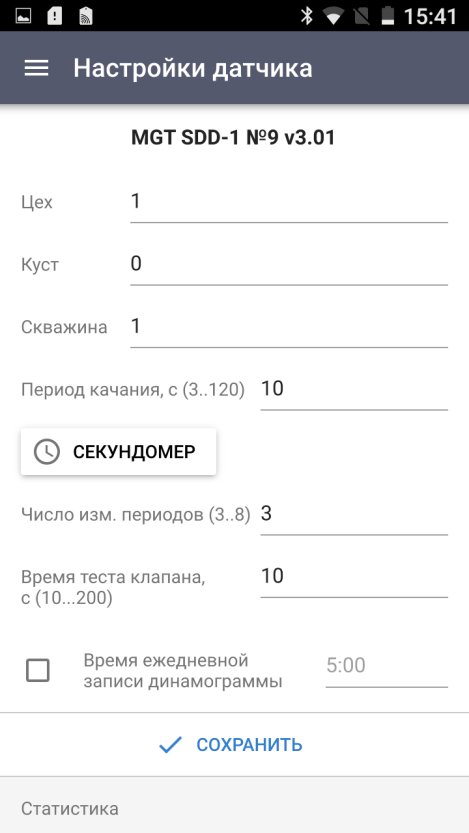 15:41
Настройки датчика
MGT SDD-1 №9 v3.01
Цех 1
Куст 0
Скважина 1
Период качания, с (3..120) 10
СЕКУНДОМЕР
Число изм. периодов (3..8) 3
Время теста клапана, 10
с (10...200)
Время ежедневной 5:00
записи динамограммы
СОХРАНИТЬ
Статистика